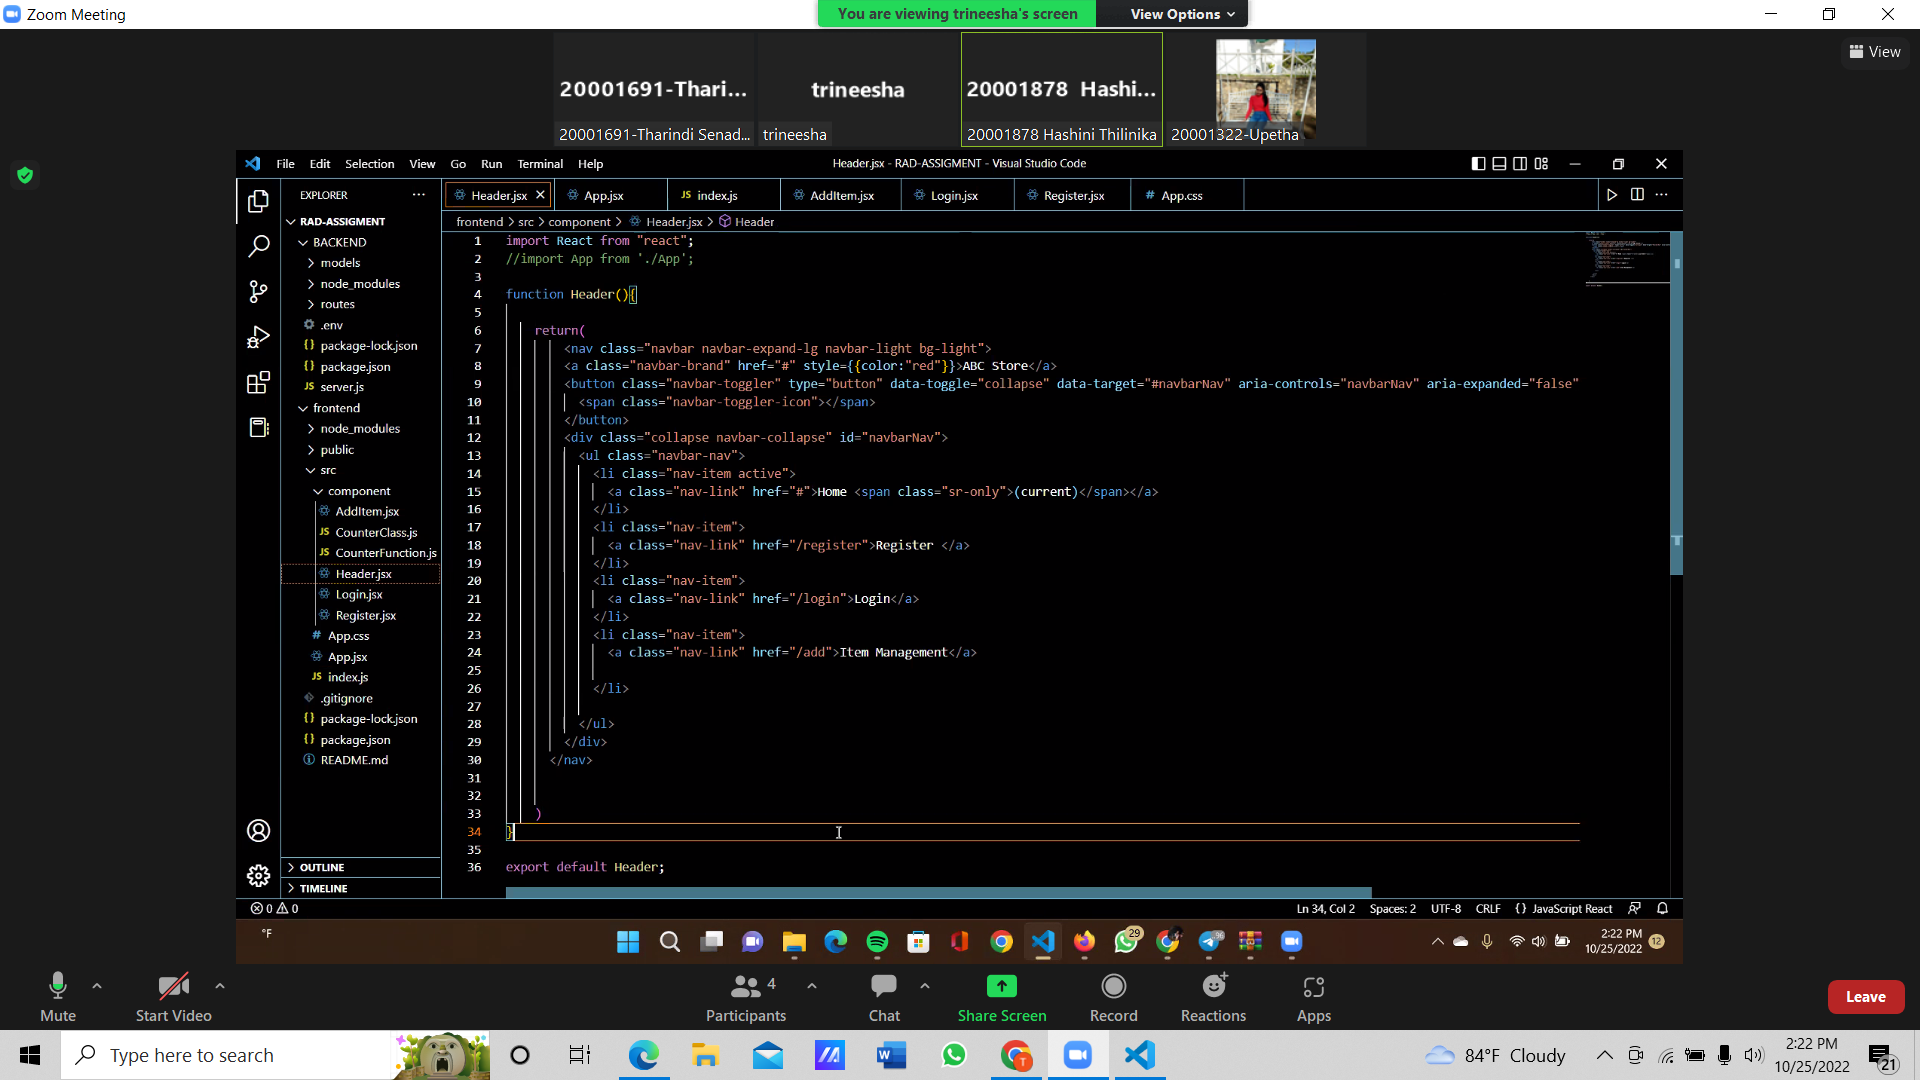 Zoom Meeting
You are viewing trineesha's screen
View Options
View
20001691-Thari...
trineesha
20001878 Hashi...
20001691-Tharindi Senad...
trineesha
20001878 Hashini Thilinika
20001322-Upetha
File Edit Selection View Go Run Terminal Help
Header.jsx - RAD-ASSIGMENT - Visual Studio Code
EXPLORER
Header.jsx
App.jsx
JS index.js
AddItem.jsx
Login.jsx
Register.jsx
# App.css
frontend > src > component > Header.jsx > Header
RAD-ASSIGMENT
BACKEND
models
node_modules
routes
.env
{} package-lock.json
{} package.json
JS server.js
frontend
node_modules
public
src
component
AddItem.jsx
JS CounterClass.js
JS CounterFunction.js
Header.jsx
Login.jsx
Register.jsx
# App.css
App.jsx
JS index.js
.gitignore
{} package-lock.json
{} package.json
README.md
OUTLINE
TIMELINE
1 import React from "react";
2 //import App from './App';
3
4 function Header(){
5
6 return(
7 <nav class="navbar navbar-expand-lg navbar-light bg-light">
8 <a class="navbar-brand" href="#" style={{color:"red"}}>ABC Store</a>
9 <button class="navbar-toggler" type="button" data-toggle="collapse" data-target="#navbarNav" aria-controls="navbarNav" aria-expanded="false"
10 <span class="navbar-toggler-icon"></span>
11 </button>
12 <div class="collapse navbar-collapse" id="navbarNav">
13 <ul class="navbar-nav">
14 <li class="nav-item active">
15 <a class="nav-link" href="#">Home <span class="sr-only">(current)</span></a>
16 </li>
17 <li class="nav-item">
18 <a class="nav-link" href="/register">Register </a>
19 </li>
20 <li class="nav-item">
21 <a class="nav-link" href="/login">Login</a>
22 </li>
23 <li class="nav-item">
24 <a class="nav-link" href="/add">Item Management</a>
25
26 </li>
27
28 </ul>
29 </div>
30 </nav>
31
32
33 )
34 }
35
36 export default Header;
0 0
Ln 34, Col 2 Spaces: 2 UTF-8 CRLF {} JavaScript React
°F
29
96
2:22 PM
10/25/2022
12
Mute
Start Video
4
Participants
Chat
Share Screen
Record
Reactions
Apps
Leave
Type here to search
84°F Cloudy
2:22 PM
10/25/2022
21